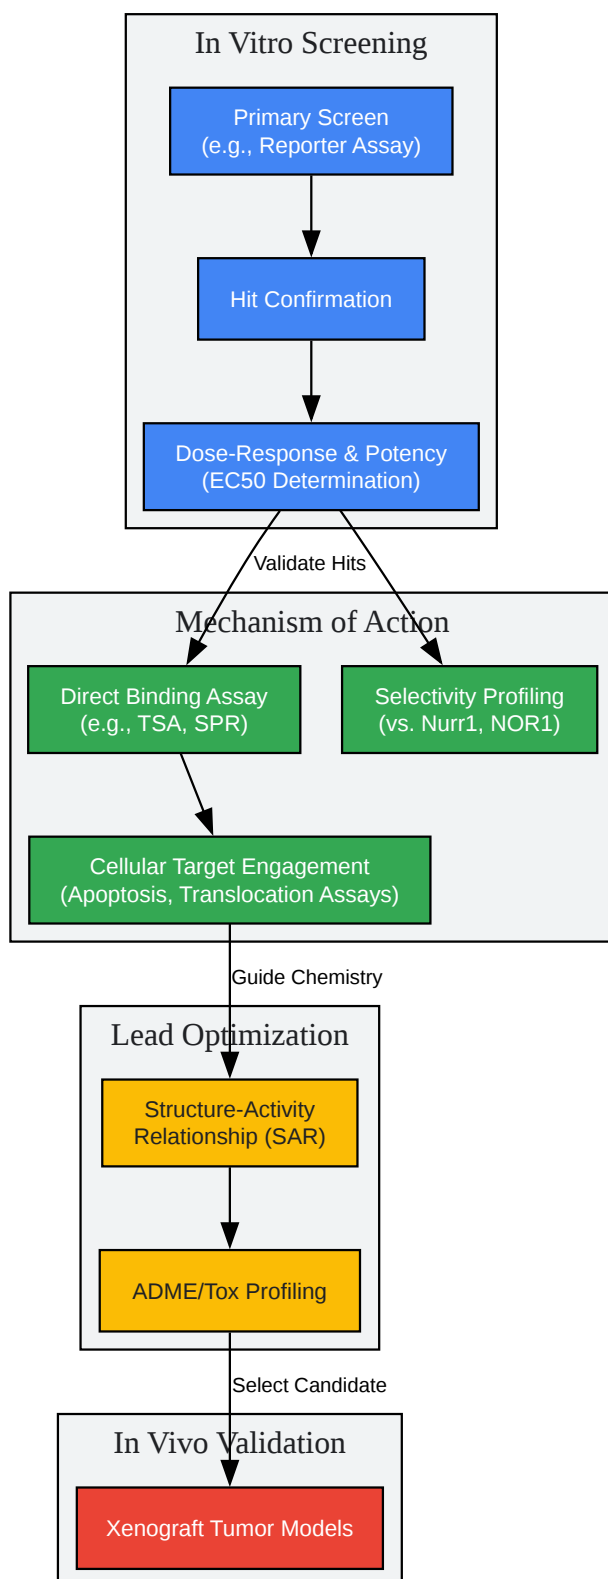 In Vitro Screening
Primary Screen
(e.g., Reporter Assay)
Hit Confirmation
Dose-Response & Potency
(EC50 Determination)
Validate Hits
Mechanism of Action
Direct Binding Assay
(e.g., TSA, SPR)
Selectivity Profiling
(vs. Nurr1, NOR1)
Cellular Target Engagement
(Apoptosis, Translocation Assays)
Guide Chemistry
Lead Optimization
Structure-Activity
Relationship (SAR)
ADME/Tox Profiling
Select Candidate
In Vivo Validation
Xenograft Tumor Models